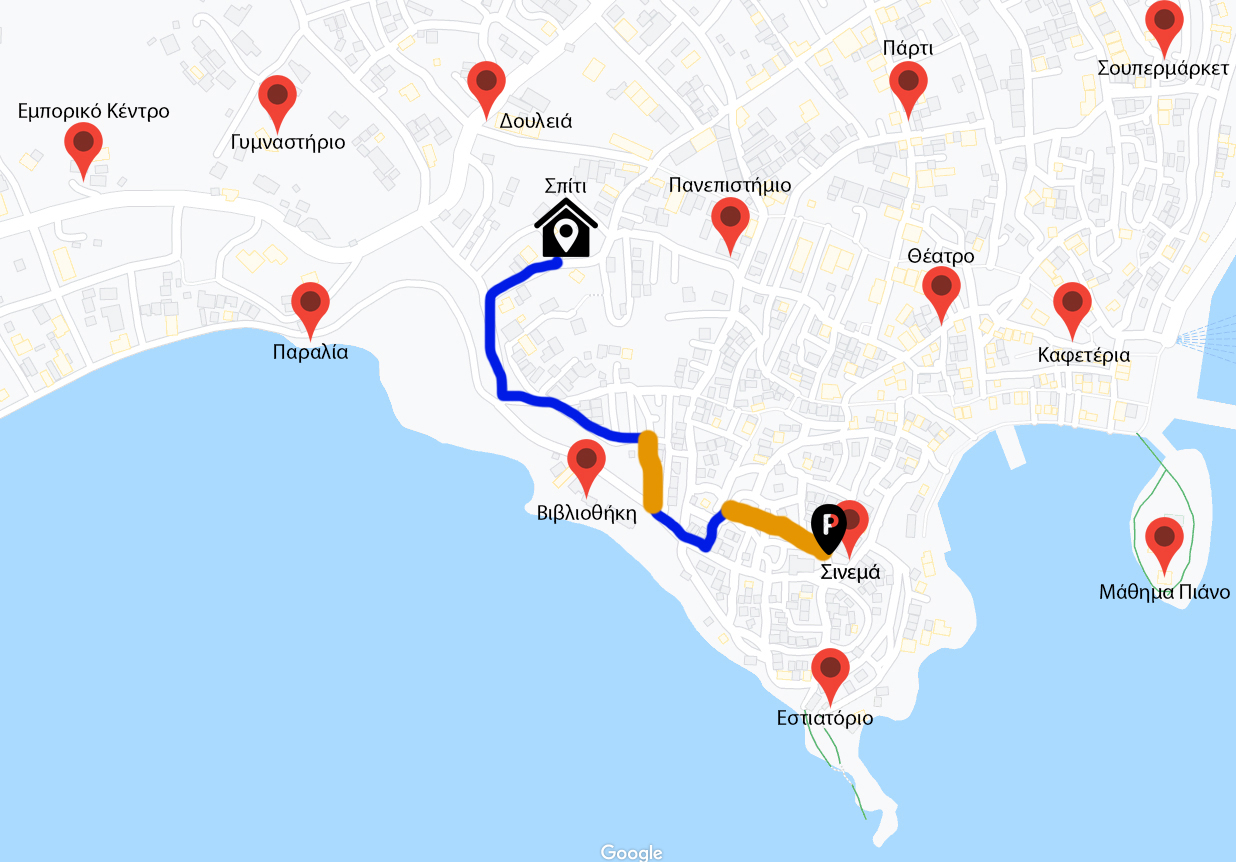 Πάρτι
Σουπερμάρκετ
Εμπορικό Κέντρο
Δουλειά
Γυμναστήριο
Σπίτι
Πανεπιστήμιο
Θέατρο
Παραλία
Καφετέρια
Βιβλιοθήκη
P
Σινεμά
Μάθημα Πιάνο
Εστιατόριο
Google